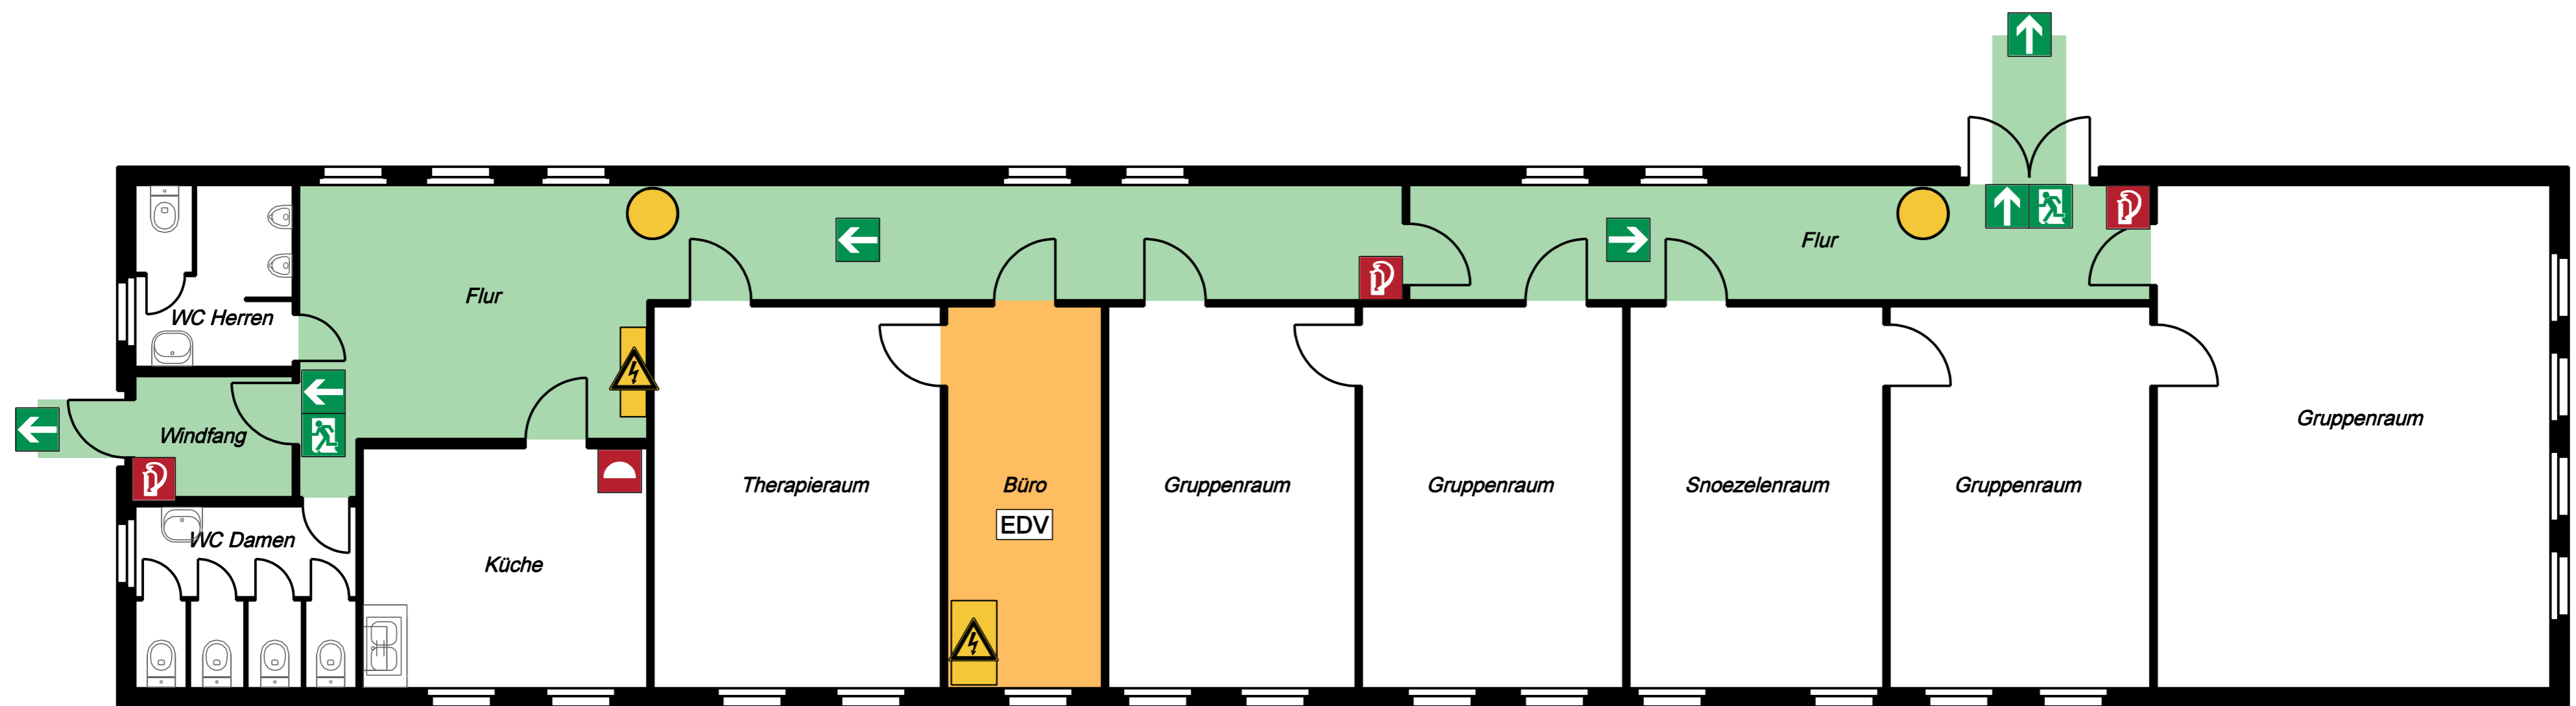 Flur
Flur
WC Herren
Windfang
Gruppenraum
Therapieraum
Büro
Gruppenraum
Gruppenraum
Snoezelenraum
Gruppenraum
EDV
WC Damen
Küche